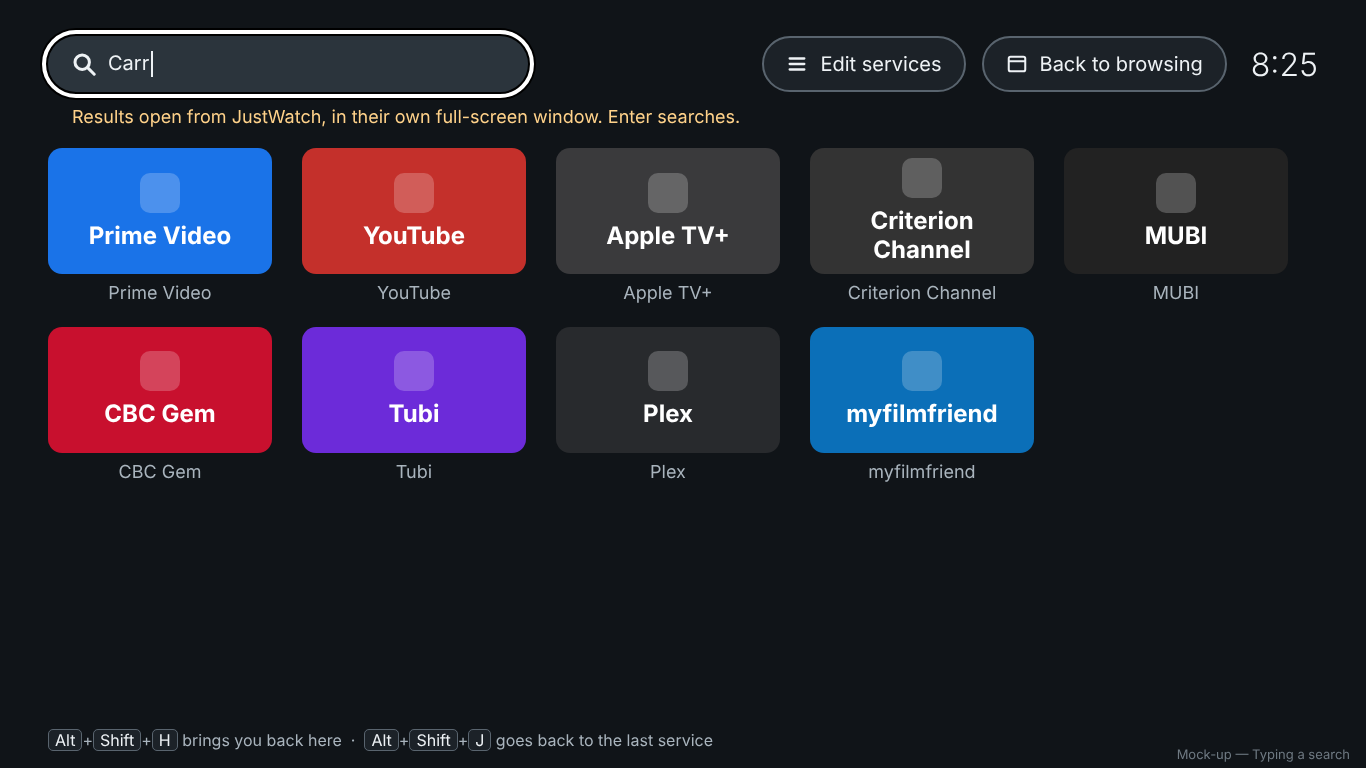 Carr
Edit services
Back to browsing
8:25
Results open from JustWatch, in their own full-screen window. Enter searches.
Prime Video
YouTube
Apple TV+
Criterion
Channel
MUBI
Prime Video
YouTube
Apple TV+
Criterion Channel
MUBI
CBC Gem
Tubi
Plex
myfilmfriend
CBC Gem
Tubi
Plex
myfilmfriend
Alt+Shift+H brings you back here · Alt+Shift+J goes back to the last service
Mock-up — Typing a search